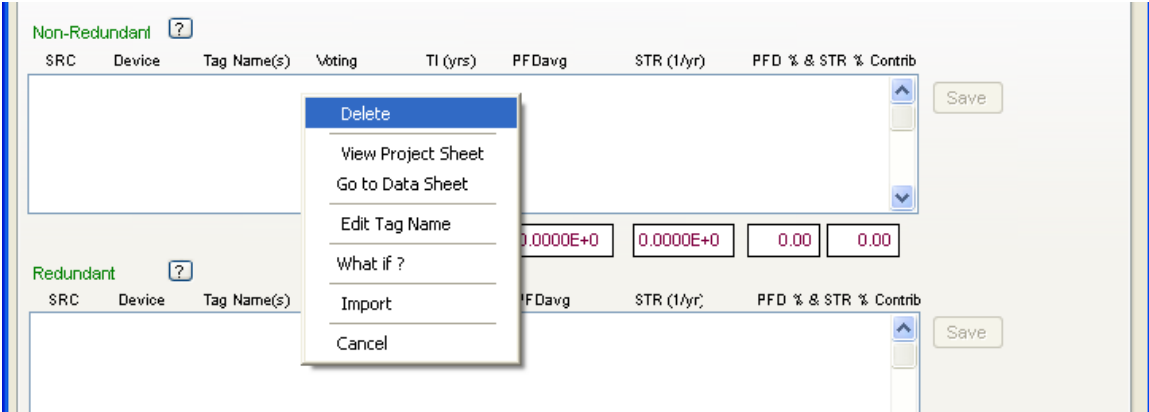 Non-Redundant ?
SRC Device Tag Name(s) Voting TI (yrs) PFDavg STR (1/yr) PFD % & STR % Contrib
Save
Delete
View Project Sheet
Go to Data Sheet
Edit Tag Name
0.0000E+0 0.0000E+0 0.00 0.00
What if ?
Redundant ?
SRC Device Tag Name(s) PFDavg STR (1/yr) PFD % & STR % Contrib
Import
Save
Cancel